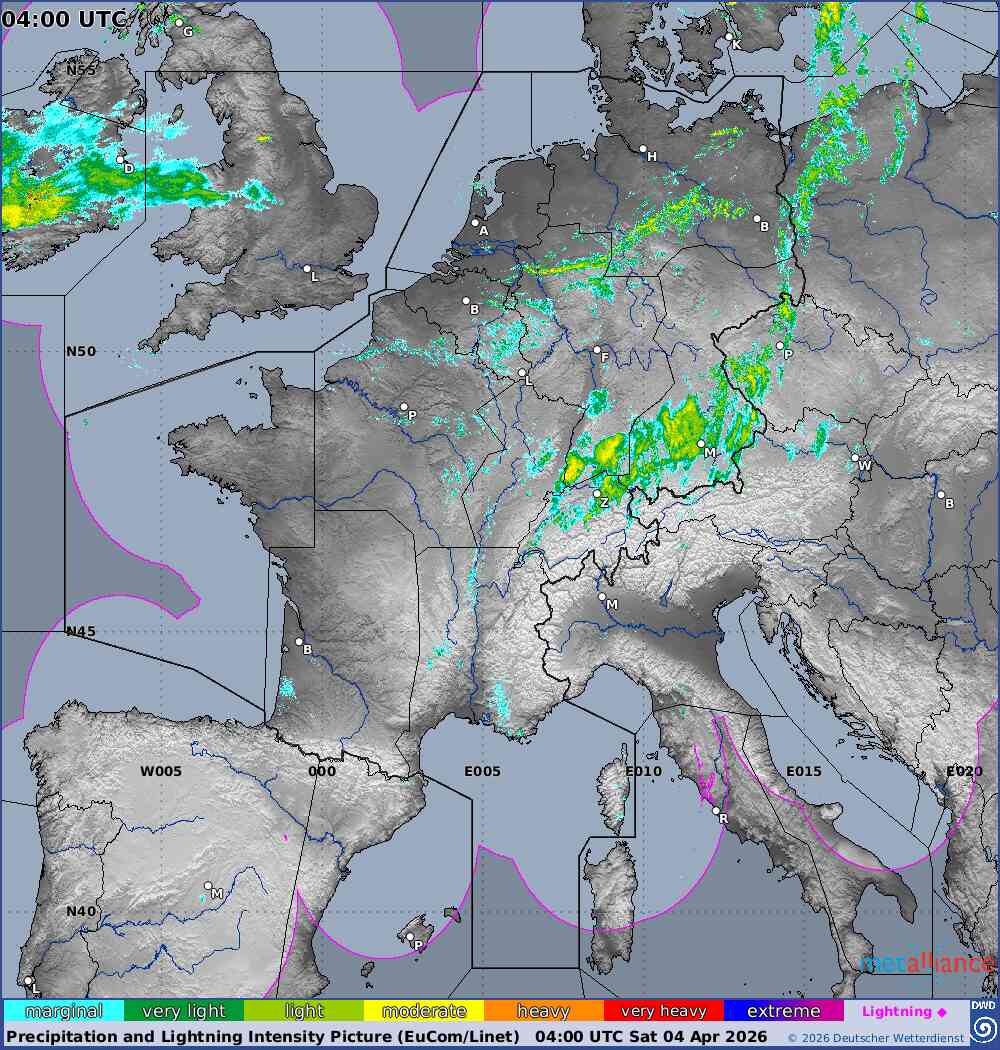 04:00 UTC
G
K
N55
D
H
A
B
L
B
N50
F
P
L
P
M
W
Z
B
M
N45
B
W005
000
E005
E010
E015
E020
R
M
N40
P
L
metalliance
marginal very light light moderate heavy very heavy extreme Lightning ◆
DWD
Precipitation and Lightning Intensity Picture (EuCom/Linet) 04:00 UTC Sat 04 Apr 2026 © 2026 Deutscher Wetterdienst